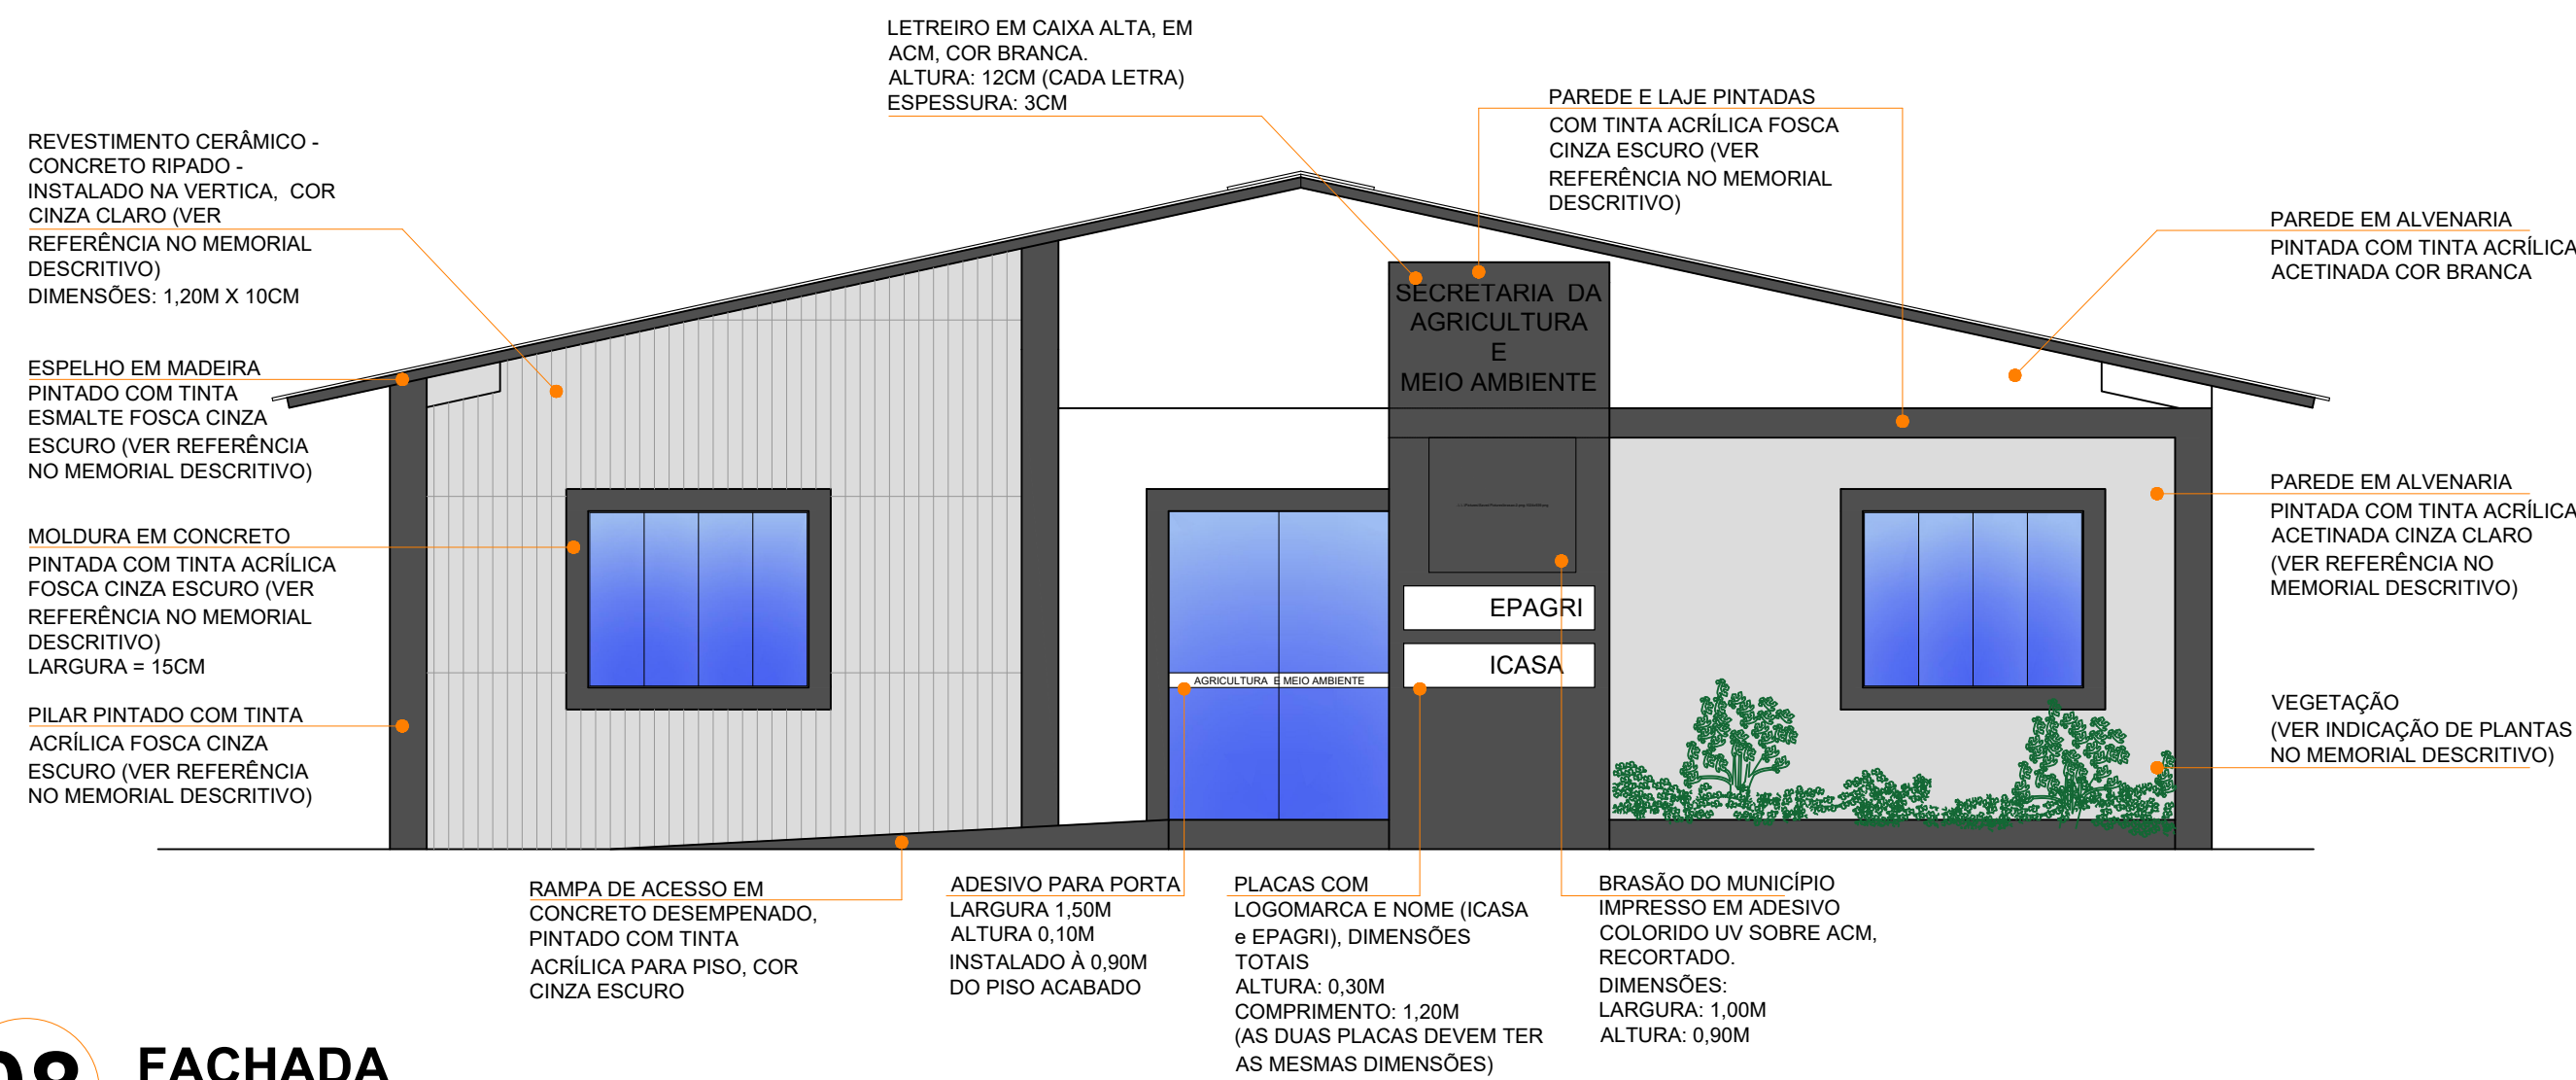 LETREIRO EM CAIXA ALTA, EM
ACM, COR BRANCA.
ALTURA: 12CM (CADA LETRA)
ESPESSURA: 3CM
PAREDE E LAJE PINTADAS
COM TINTA ACRÍLICA FOSCA
CINZA ESCURO (VER
REFERÊNCIA NO MEMORIAL
DESCRITIVO)
REVESTIMENTO CERÂMICO -
CONCRETO RIPADO -
INSTALADO NA VERTICA, COR
CINZA CLARO (VER
REFERÊNCIA NO MEMORIAL
DESCRITIVO)
DIMENSÕES: 1,20M X 10CM
PAREDE EM ALVENARIA
PINTADA COM TINTA ACRÍLICA
ACETINADA COR BRANCA
SECRETARIA DA
AGRICULTURA
E
MEIO AMBIENTE
ESPELHO EM MADEIRA
PINTADO COM TINTA
ESMALTE FOSCA CINZA
ESCURO (VER REFERÊNCIA
NO MEMORIAL DESCRITIVO)
PAREDE EM ALVENARIA
PINTADA COM TINTA ACRÍLICA
ACETINADA CINZA CLARO
(VER REFERÊNCIA NO
MEMORIAL DESCRITIVO)
MOLDURA EM CONCRETO
PINTADA COM TINTA ACRÍLICA
FOSCA CINZA ESCURO (VER
REFERÊNCIA NO MEMORIAL
DESCRITIVO)
LARGURA = 15CM
EPAGRI
ICASA
AGRICULTURA E MEIO AMBIENTE
PILAR PINTADO COM TINTA
ACRÍLICA FOSCA CINZA
ESCURO (VER REFERÊNCIA
NO MEMORIAL DESCRITIVO)
VEGETAÇÃO
(VER INDICAÇÃO DE PLANTAS
NO MEMORIAL DESCRITIVO)
RAMPA DE ACESSO EM
CONCRETO DESEMPENADO,
PINTADO COM TINTA
ACRÍLICA PARA PISO, COR
CINZA ESCURO
ADESIVO PARA PORTA
LARGURA 1,50M
ALTURA 0,10M
INSTALADO À 0,90M
DO PISO ACABADO
PLACAS COM
LOGOMARCA E NOME (ICASA
e EPAGRI), DIMENSÕES
TOTAIS
ALTURA: 0,30M
COMPRIMENTO: 1,20M
(AS DUAS PLACAS DEVEM TER
AS MESMAS DIMENSÕES)
BRASÃO DO MUNICÍPIO
IMPRESSO EM ADESIVO
COLORIDO UV SOBRE ACM,
RECORTADO.
DIMENSÕES:
LARGURA: 1,00M
ALTURA: 0,90M
FACHADA